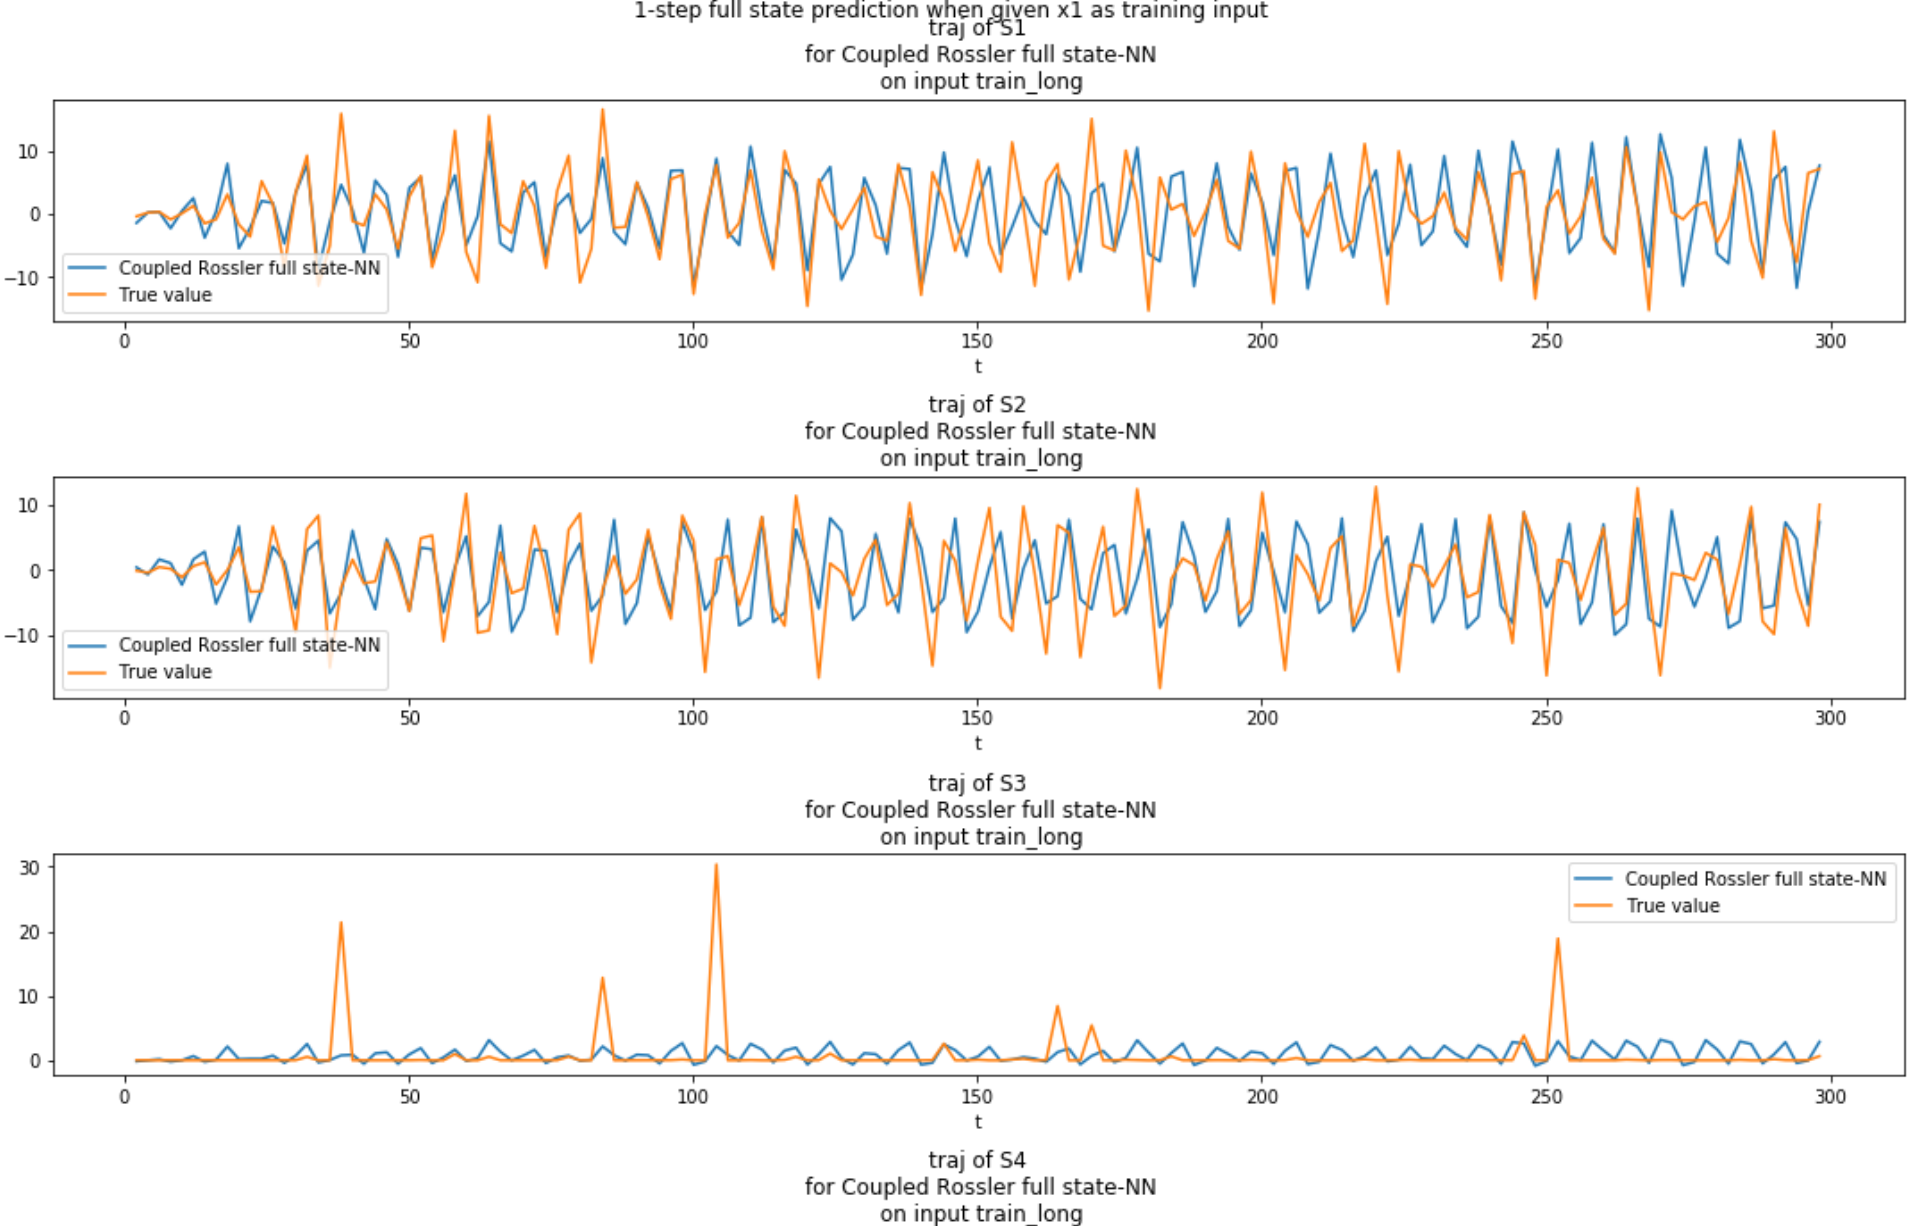 1-step full state prediction when given x1 as training input
traj of S1
for Coupled Rossler full state-NN
on input train_long
10
0
−10
Coupled Rossler full state-NN
True value
0 50 100 150 200 250 300
t
traj of S2
for Coupled Rossler full state-NN
on input train_long
10
0
−10
Coupled Rossler full state-NN
True value
0 50 100 150 200 250 300
t
traj of S3
for Coupled Rossler full state-NN
on input train_long
30
20
10
0
Coupled Rossler full state-NN
True value
0 50 100 150 200 250 300
t
traj of S4
for Coupled Rossler full state-NN
on input train_long